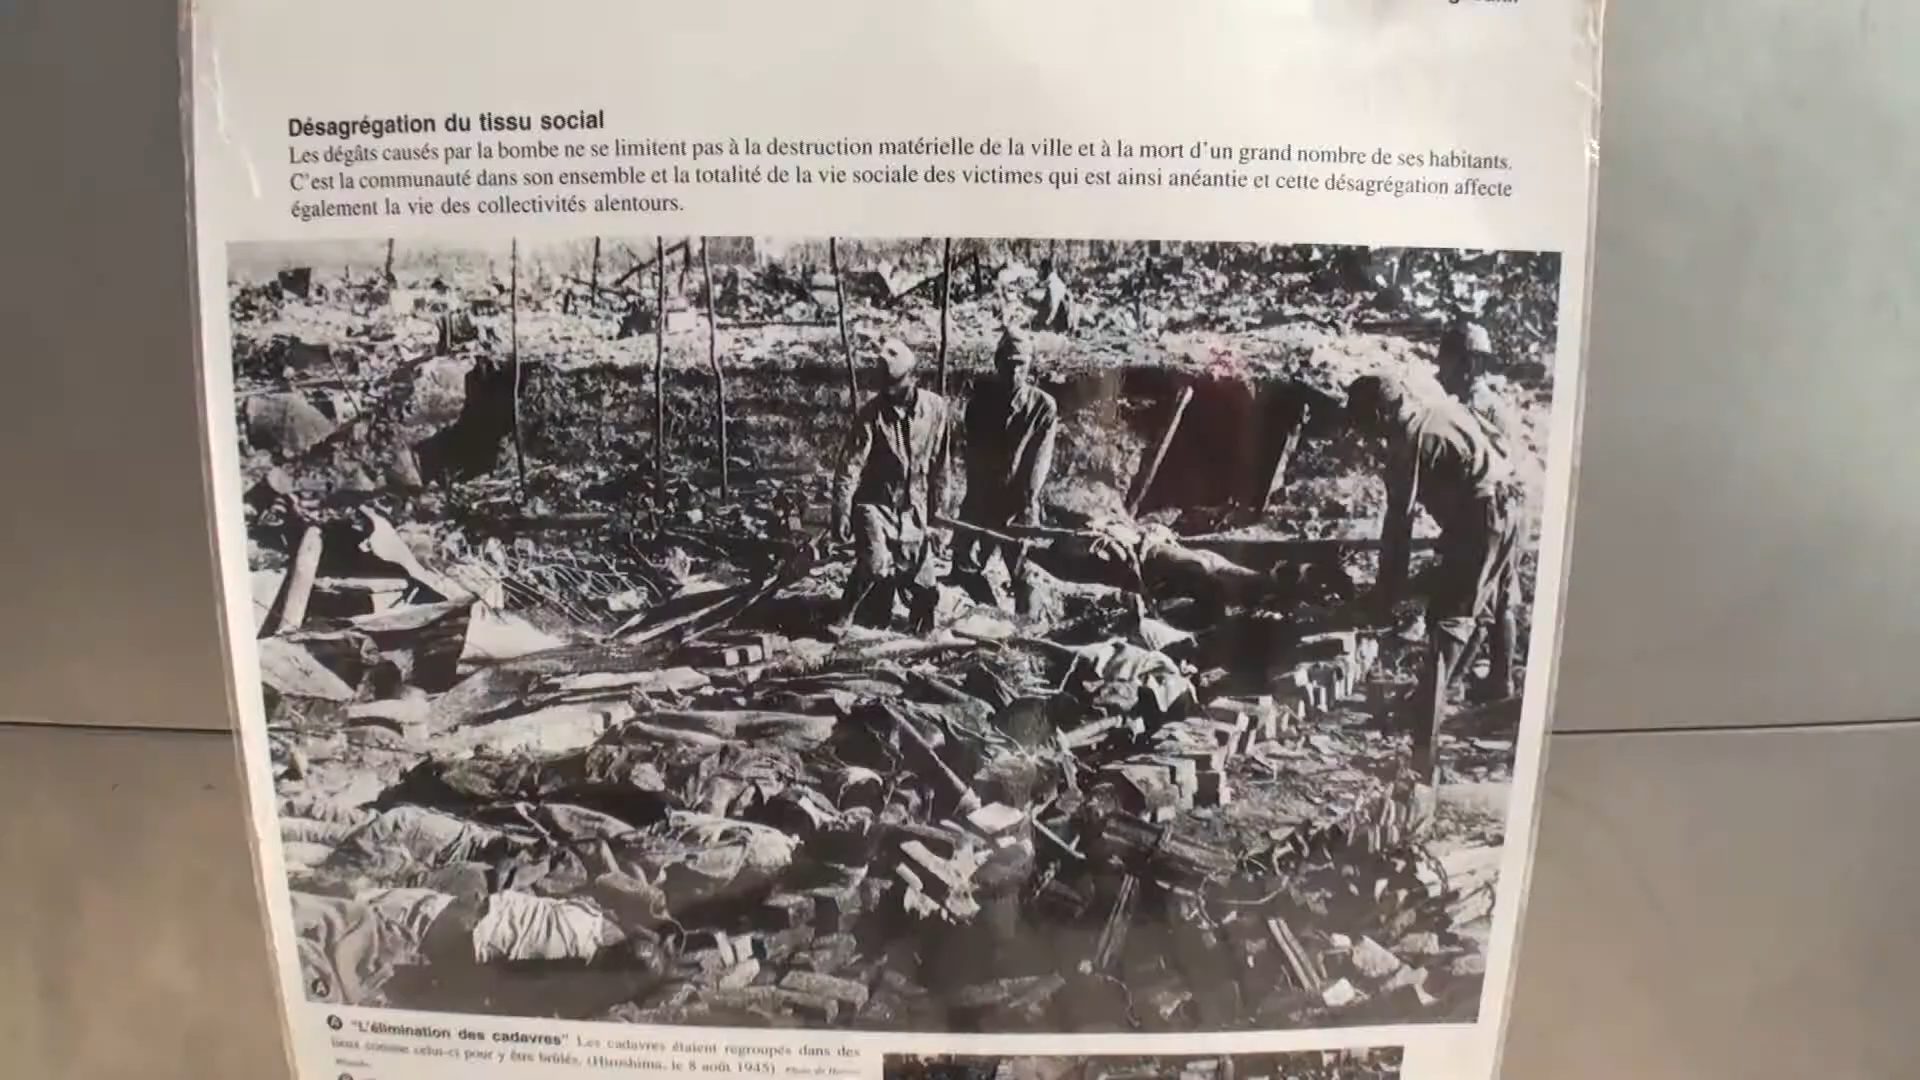 Désagrégation du tissu social
Les dégâts causés par la bombe ne se limitent pas à la destruction matérielle de la ville et à la mort d'un grand nombre de ses habitants.
C'est la communauté dans son ensemble et la totalité de la vie sociale des victimes qui est ainsi anéantie et cette désagrégation affecte
également la vie des collectivités alentours.
A
A "L'élimination des cadavres" Les cadavres étaient regroupés dans des
lieux comme celui-ci pour y être brûlés. (Hiroshima, le 8 août 1945)